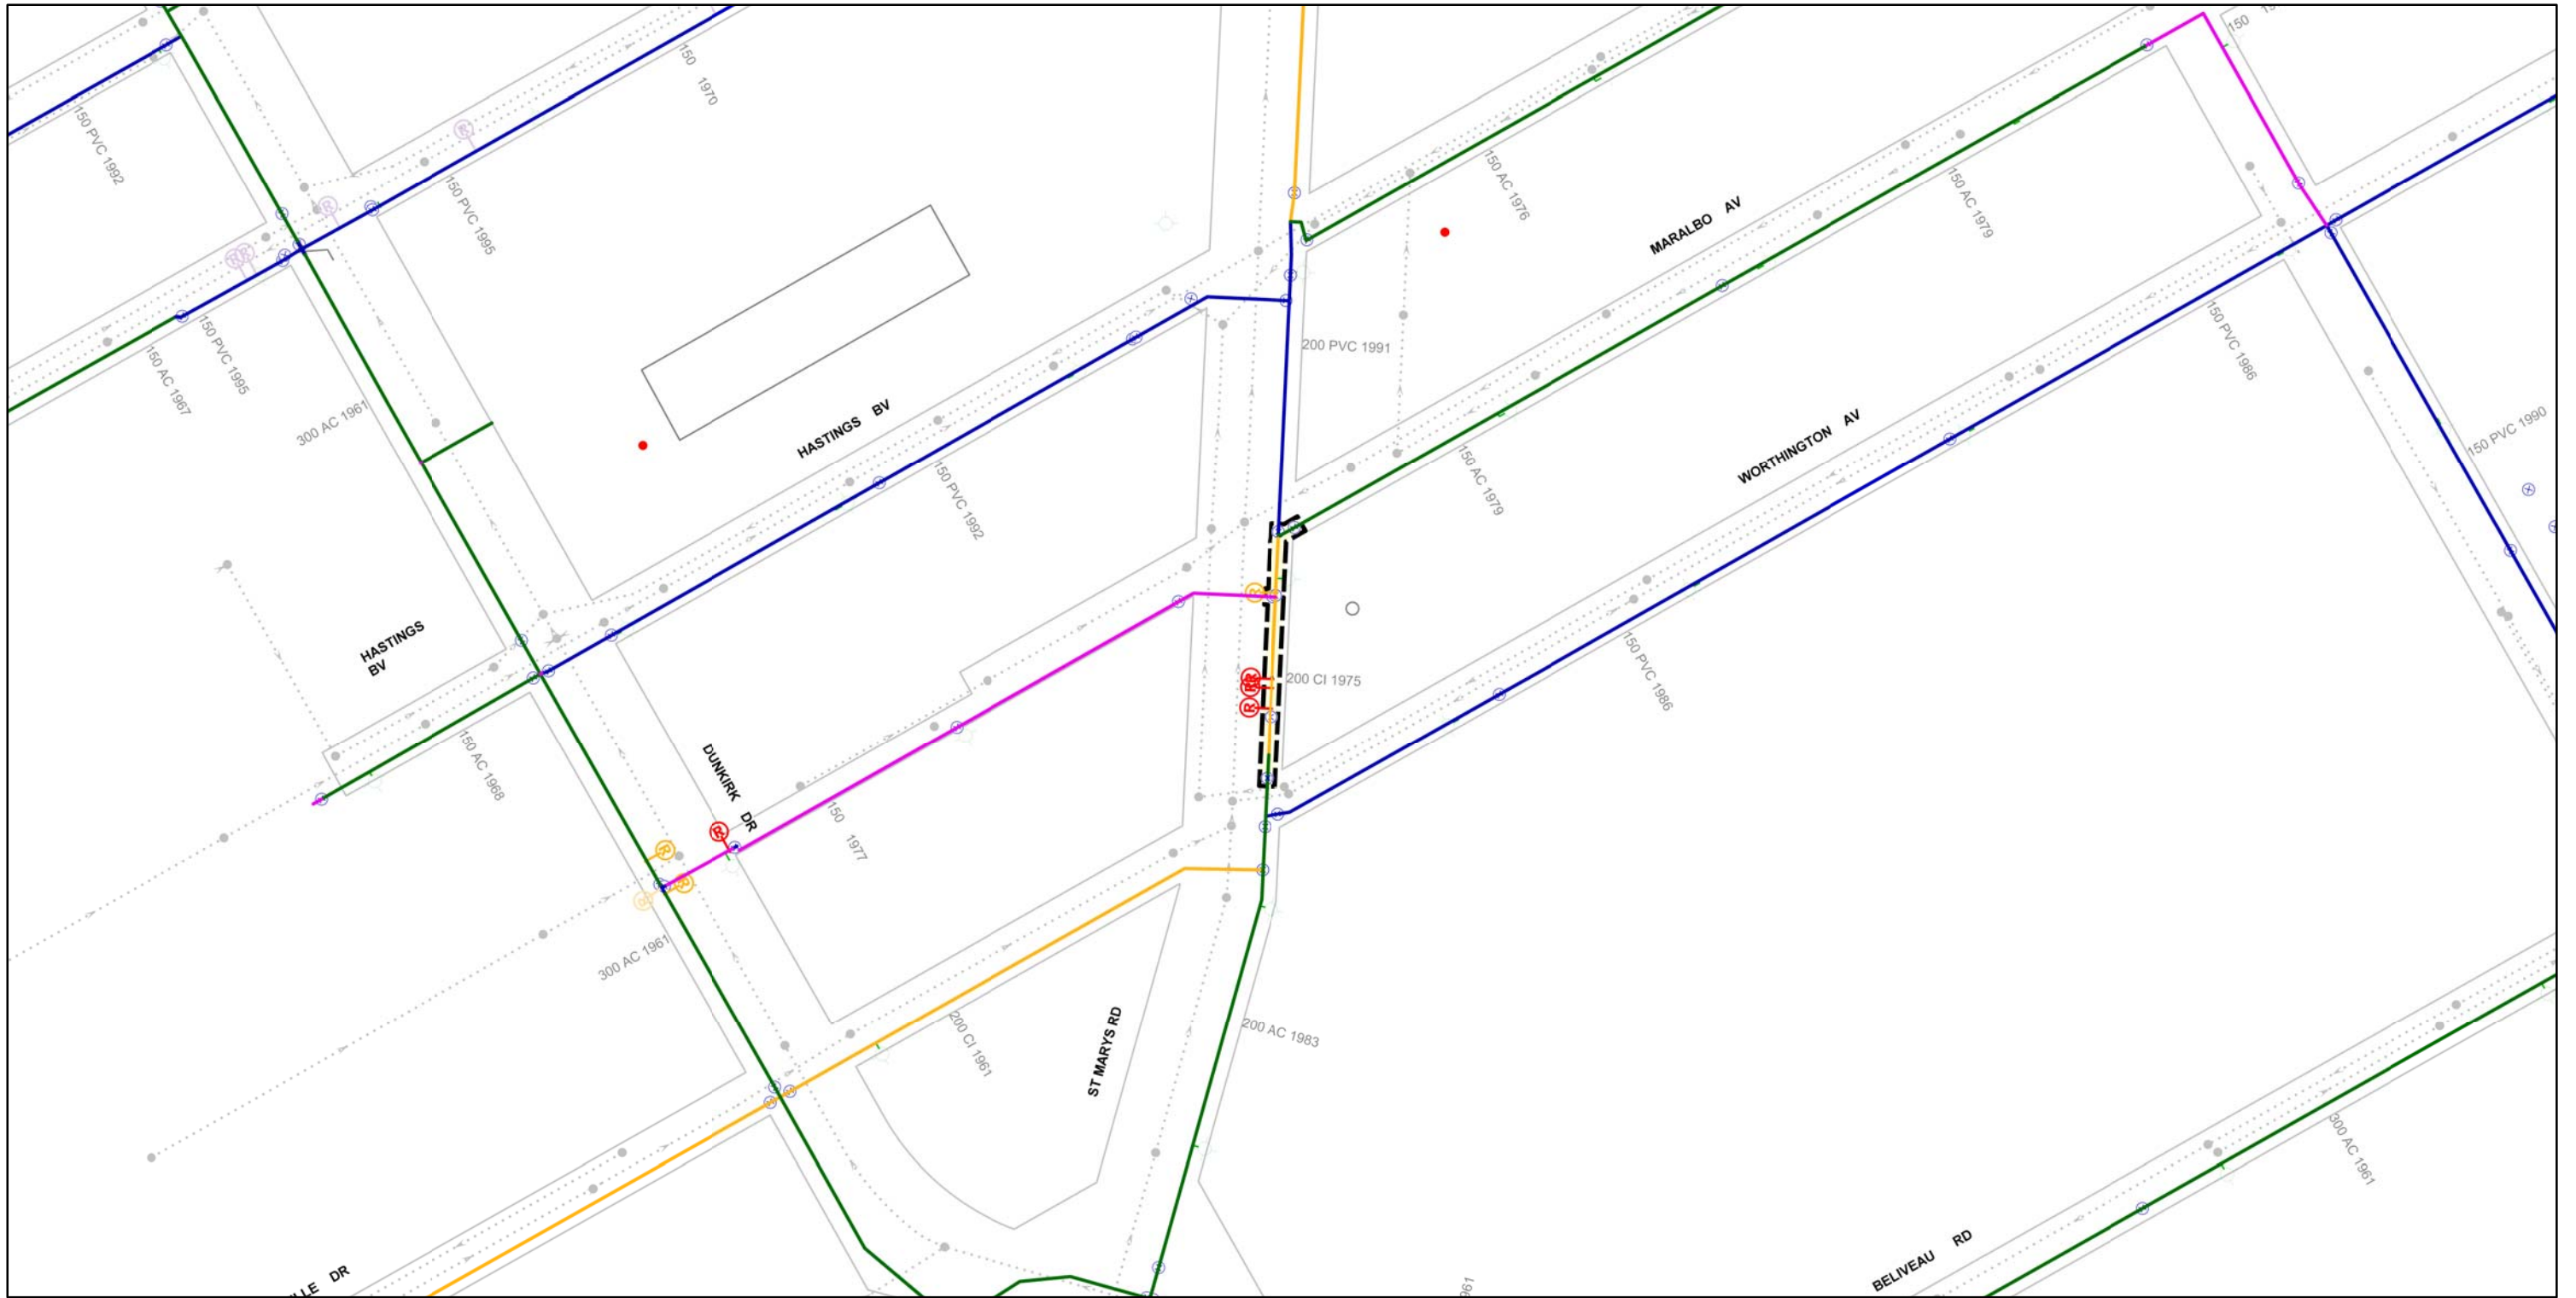 150
1970
150
150 PVC 1992
150 PVC 1995
150 AC 1976
150 AC 1979
MARALBO AV
150 PVC 1995
150 AC 1967
300 AC 1961
200 PVC 1991
150 PVC 1986
HASTINGS BV
WORTHINGTON AV
150 PVC 1990
150 PVC 1992
150 AC 1979
HASTINGS
BV
R
R
R
R
R
R
R
R
R
R
R
200 CI 1975
150 PVC 1986
150 AC 1968
DUNKIRK DR
150 1977
300 AC 1961
200 CI 1961
ST MARYS RD
200 AC 1983
300 AC 1961
BELIVEAU RD
LLE DR
961